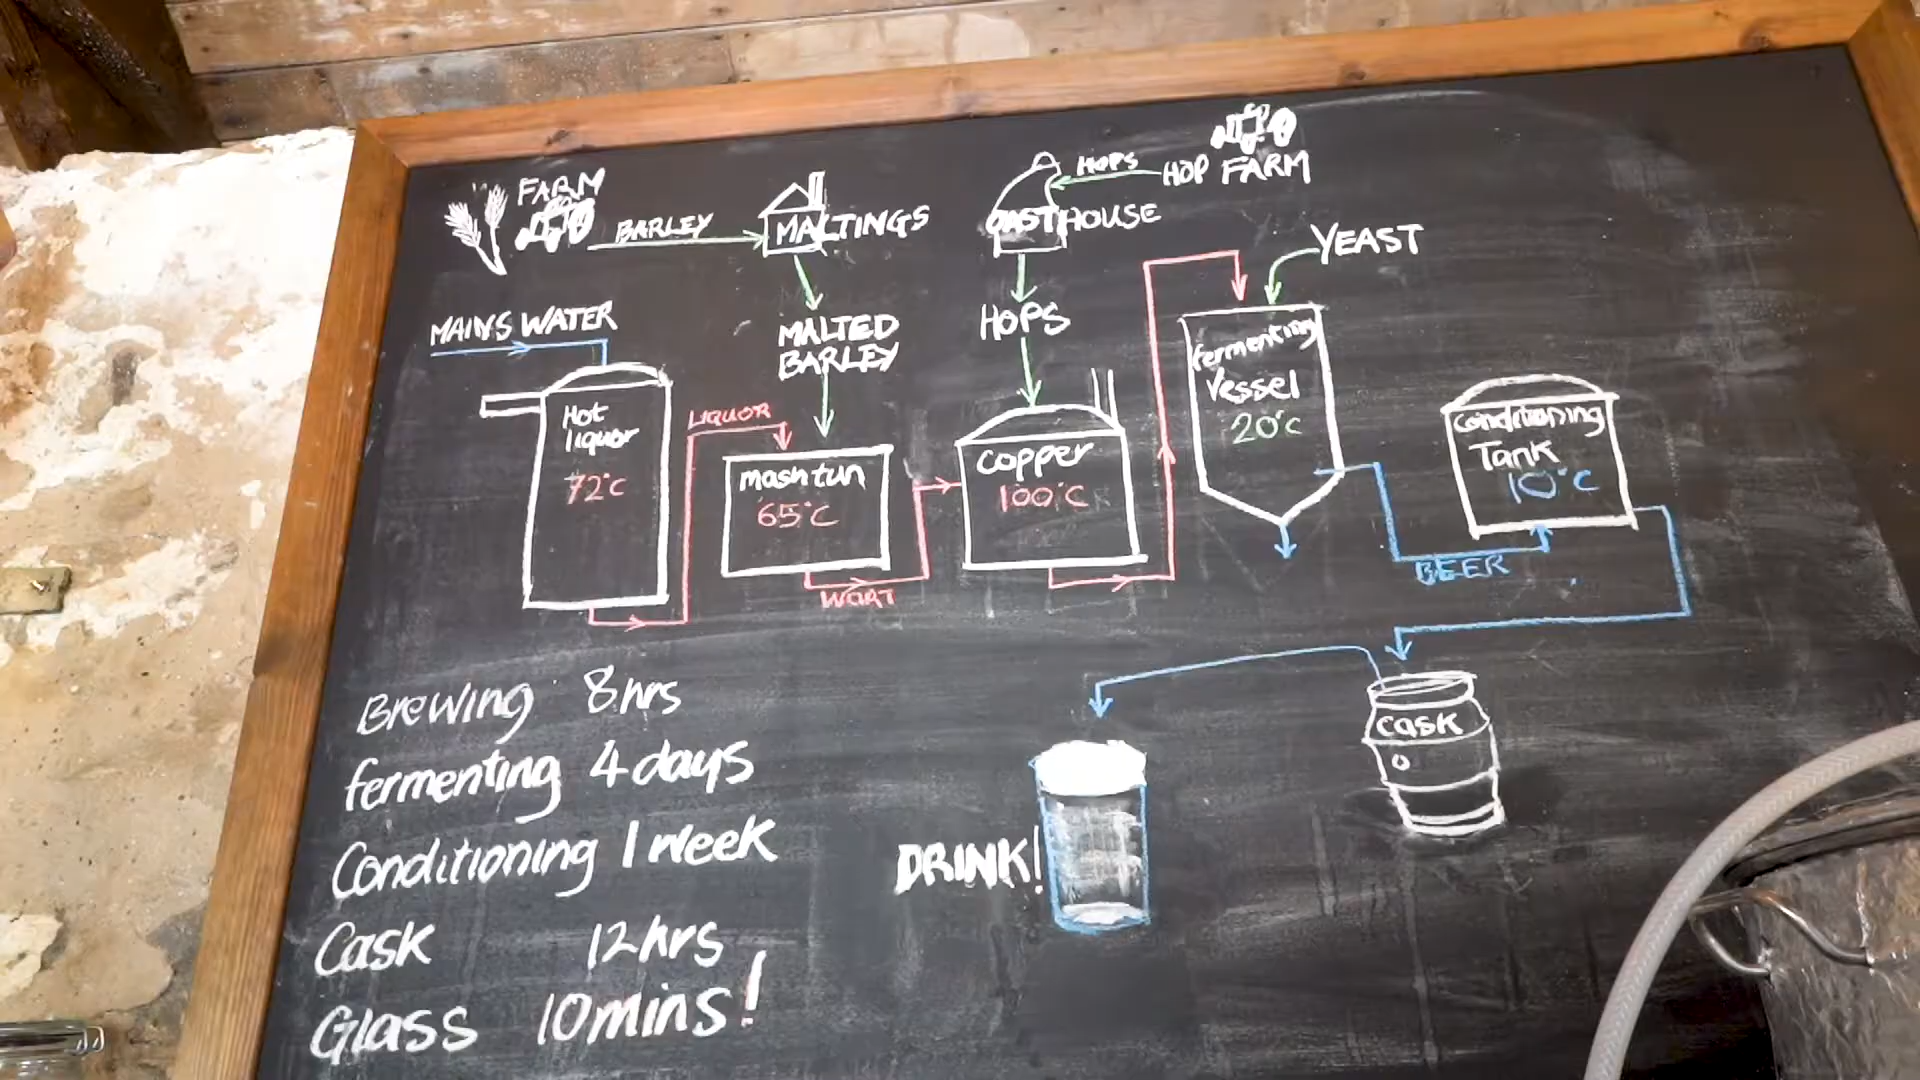 FARM
BARLEY
MALTINGS
OASTHOUSE
HOPS
HOP FARM
YEAST
MAINS WATER
MALTED
BARLEY
HOPS
Hot
liquor
72°C
LIQUOR
mash tun
65°C
WORT
copper
100°C
fermenting
Vessel
20°C
Conditioning
Tank
10°C
BEER
Cask
DRINK!
Brewing 8hrs
fermenting 4 days
Conditioning 1 week
Cask 12hrs
Glass 10mins!